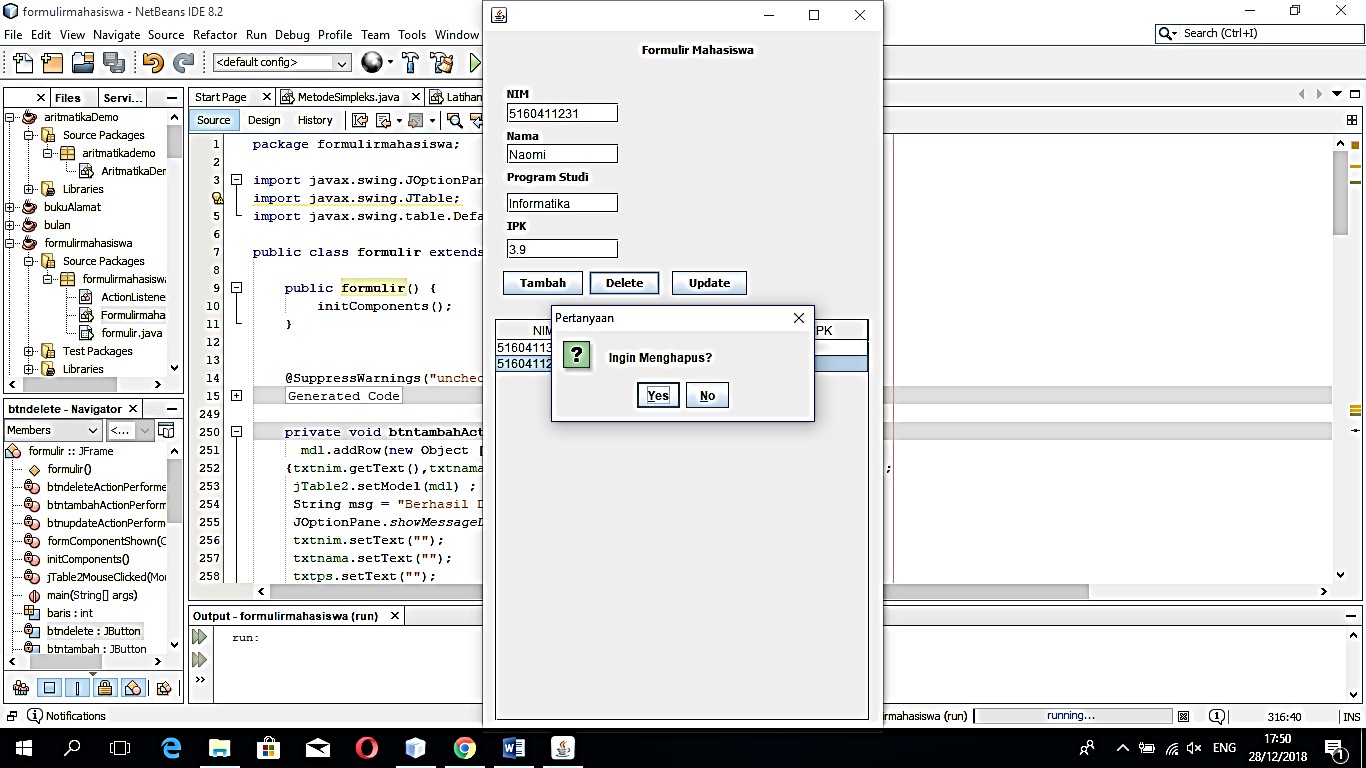 formulirmahasiswa - NetBeans IDE 8.2
File Edit View Navigate Source Refactor Run Debug Profile Team Tools Window
Search (Ctrl+I)
<default config>
Files Servi...
aritmatikaDemo
Source Packages
aritmatikademo
AritmatikaDer
Libraries
bukuAlamat
bulan
formulirmahasiswa
Source Packages
formulirmahasisw
ActionListene
Formulirmaha
formulir.java
Test Packages
Libraries
Start Page MetodeSimpleks.java Latihan
Source Design History
1 package formulirmahasiswa;
2
3 import javax.swing.JOptionPan
import javax.swing.JTable;
5 import javax.swing.table.Defa
6
7 public class formulir extends
8
9 public formulir() {
10 initComponents();
11 }
12
13
14 @SuppressWarnings("unchec
15 Generated Code
249
250 private void btntambahAct
251 mdl.addRow(new Object [
252 {txtnim.getText(),txtnama ;
253 jTable2.setModel(mdl) ;
254 String msg = "Berhasil D
255 JOptionPane.showMessageD
256 txtnim.setText("");
257 txtnama.setText("");
258 txtps.setText("");
Formulir Mahasiswa
NIM
5160411231
Nama
Naomi
Program Studi
Informatika
IPK
3.9
Tambah Delete Update
NIM PK
51604113
51604112
Pertanyaan
? Ingin Menghapus?
Yes No
btndelete - Navigator
Members <...
formulir :: JFrame
formulir()
btndeleteActionPerforme
btntambahActionPerform
btnupdateActionPerform
formComponentShown(C
initComponents()
jTable2MouseClicked(Mou
main(String[] args)
baris : int
btndelete : JButton
btntambah : JButton
Output - formulirmahasiswa (run)
run:
Notifications
rmahasiswa (run) running... 316:40 INS
ENG
17:50
28/12/2018
1